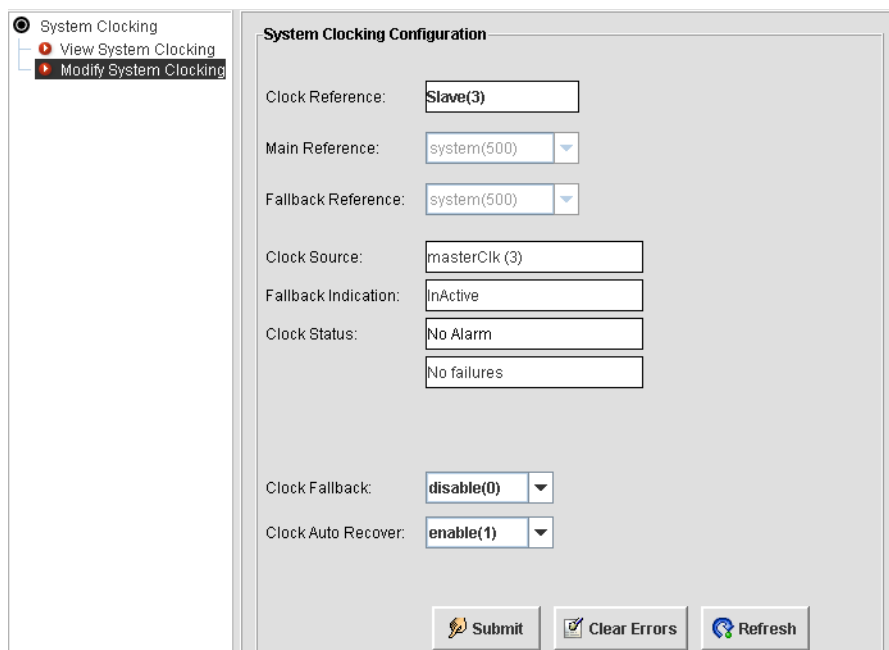 System Clocking
View System Clocking
Modify System Clocking
System Clocking Configuration
Clock Reference: Slave(3)
Main Reference: system(500)
Fallback Reference: system(500)
Clock Source: masterClk (3)
Fallback Indication: InActive
Clock Status: No Alarm
No failures
Clock Fallback: disable(0)
Clock Auto Recover: enable(1)
Submit Clear Errors Refresh